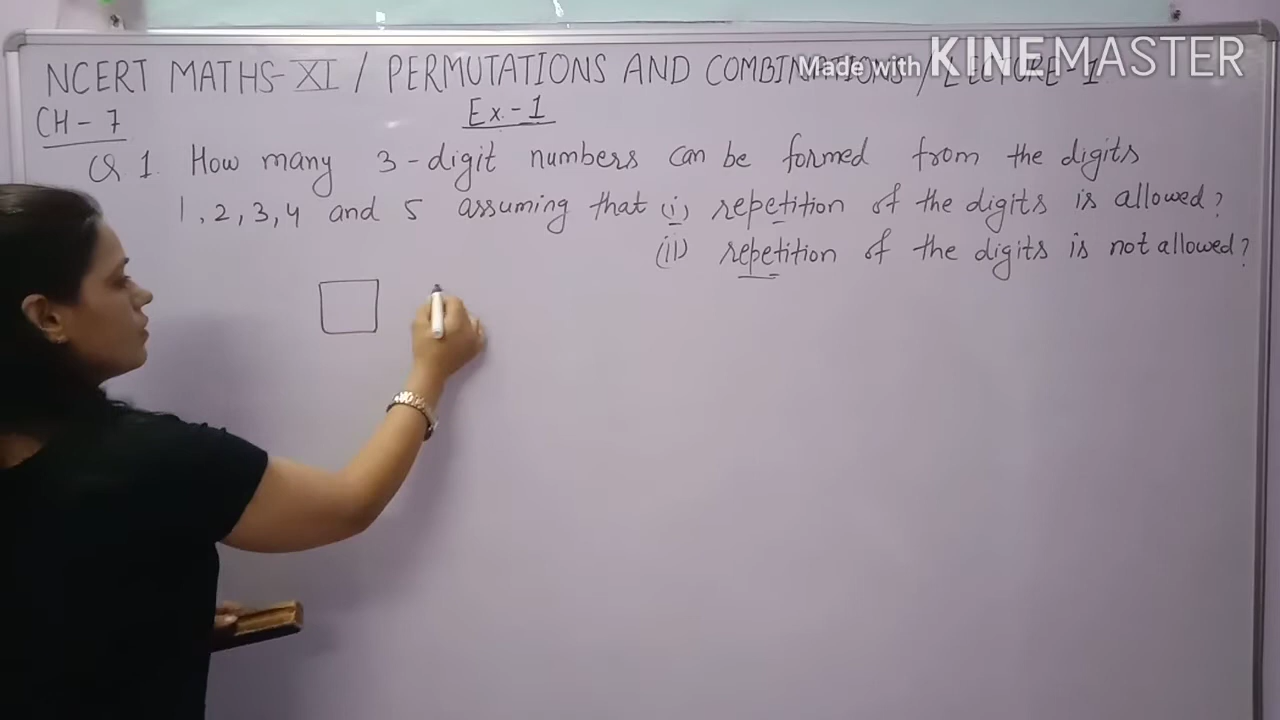 NCERT MATHS-XI / PERMUTATIONS AND COMBINATIONS / LECTURE-1
Made with KINEMASTER
CH-7
Ex.-1
Q 1. How many 3-digit numbers can be formed from the digits
1, 2, 3, 4 and 5 assuming that (i) repetition of the digits is allowed?
(ii) repetition of the digits is not allowed?